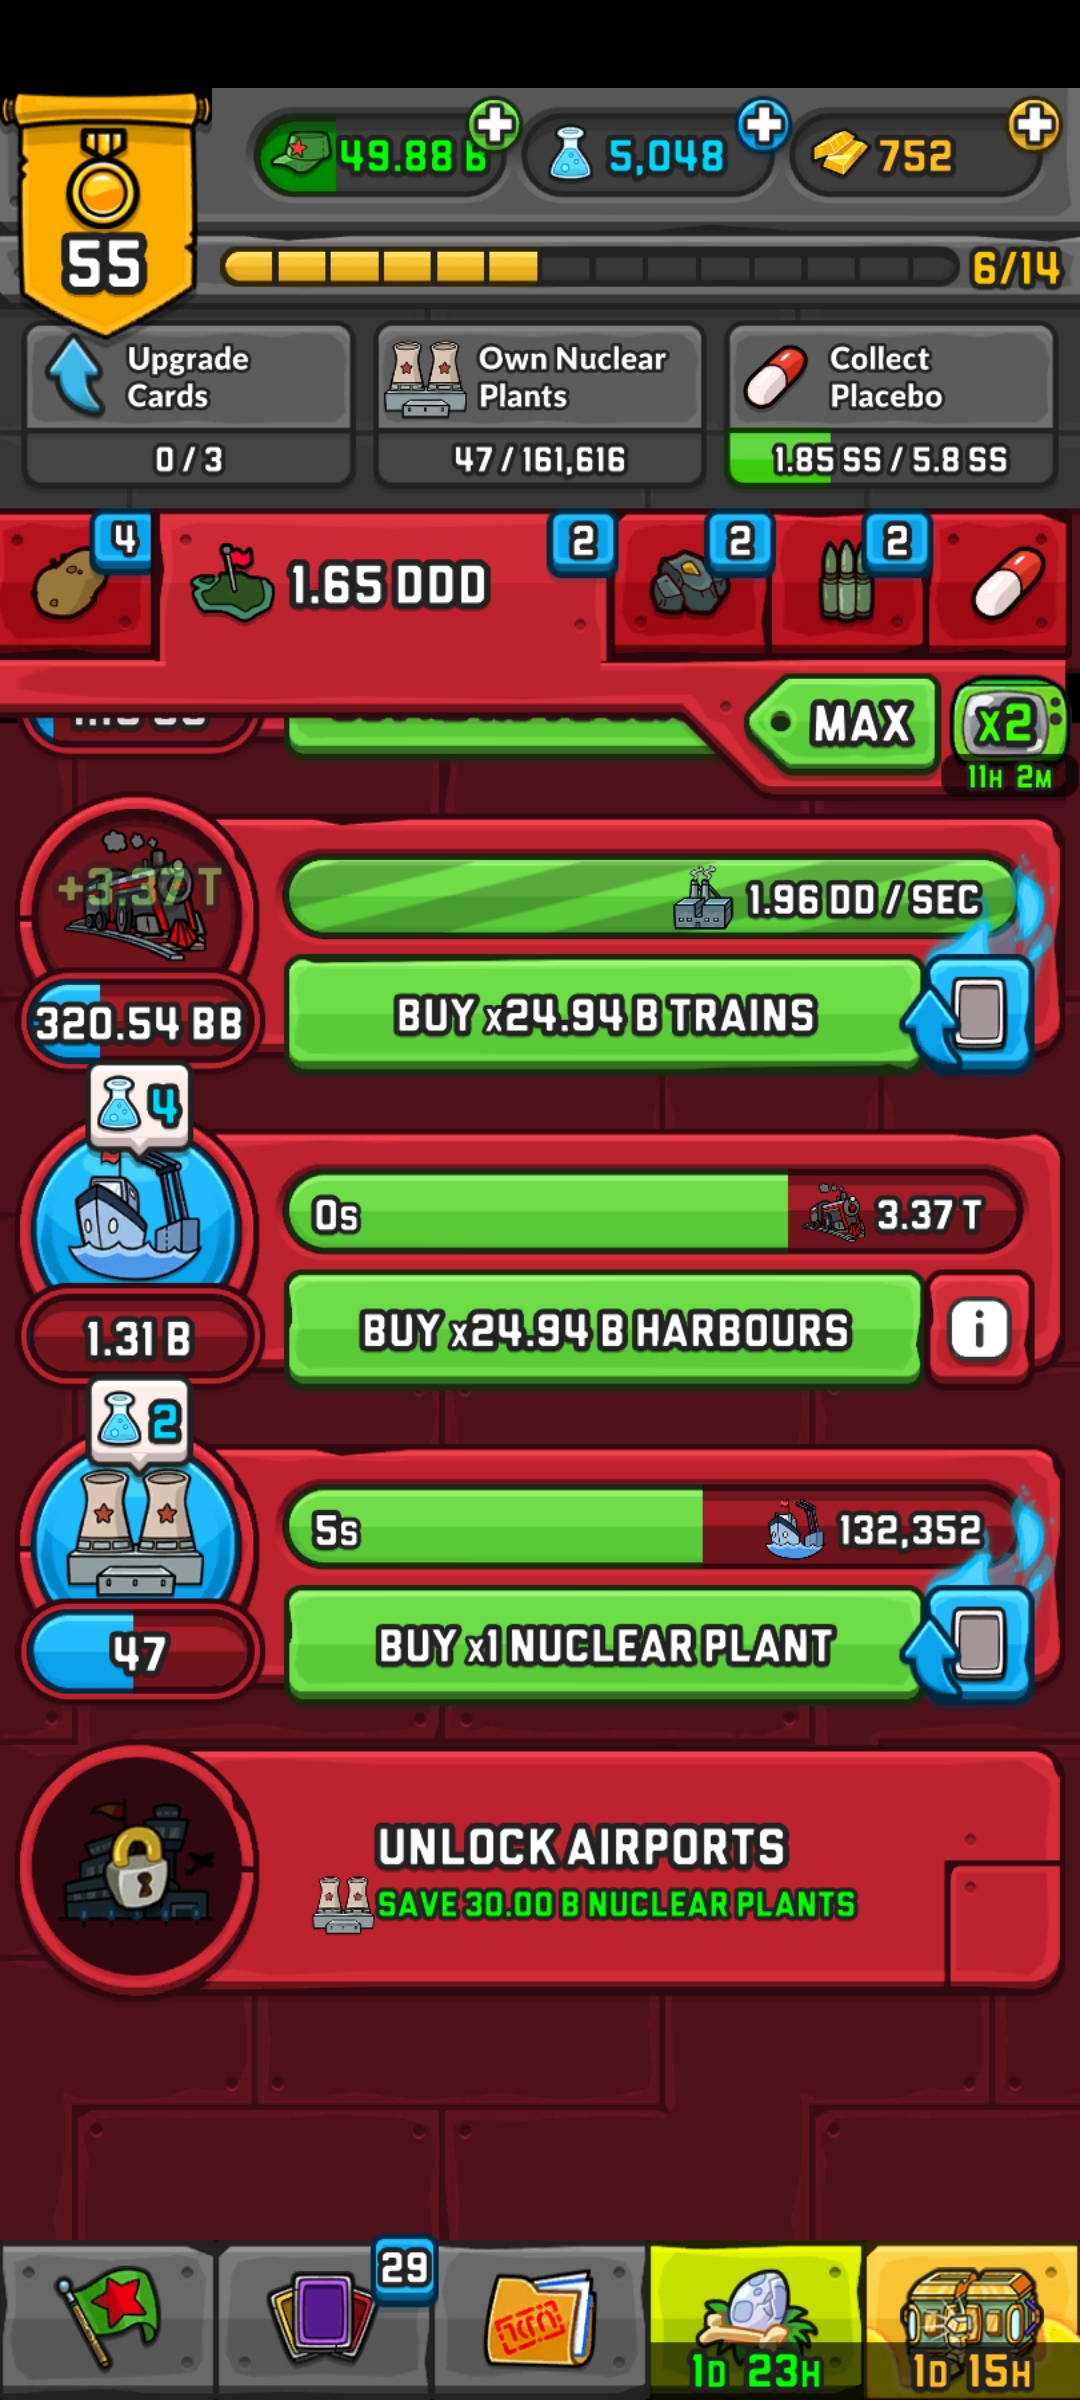 49.88 B
5,048
752
55
6/14
Upgrade
Cards
0 / 3
Own Nuclear
Plants
47 / 161,616
Collect
Placebo
1.85 SS / 5.8 SS
4
1.65 DDD
2
2
2
MAX
x2
11H 2M
+3.37 T
1.96 DD / SEC
320.54 BB
BUY x24.94 B TRAINS
4
0s
3.37 T
1.31 B
BUY x24.94 B HARBOURS
i
2
5s
132,352
47
BUY x1 NUCLEAR PLANT
UNLOCK AIRPORTS
SAVE 30.00 B NUCLEAR PLANTS
29
1D 23H
1D 15H